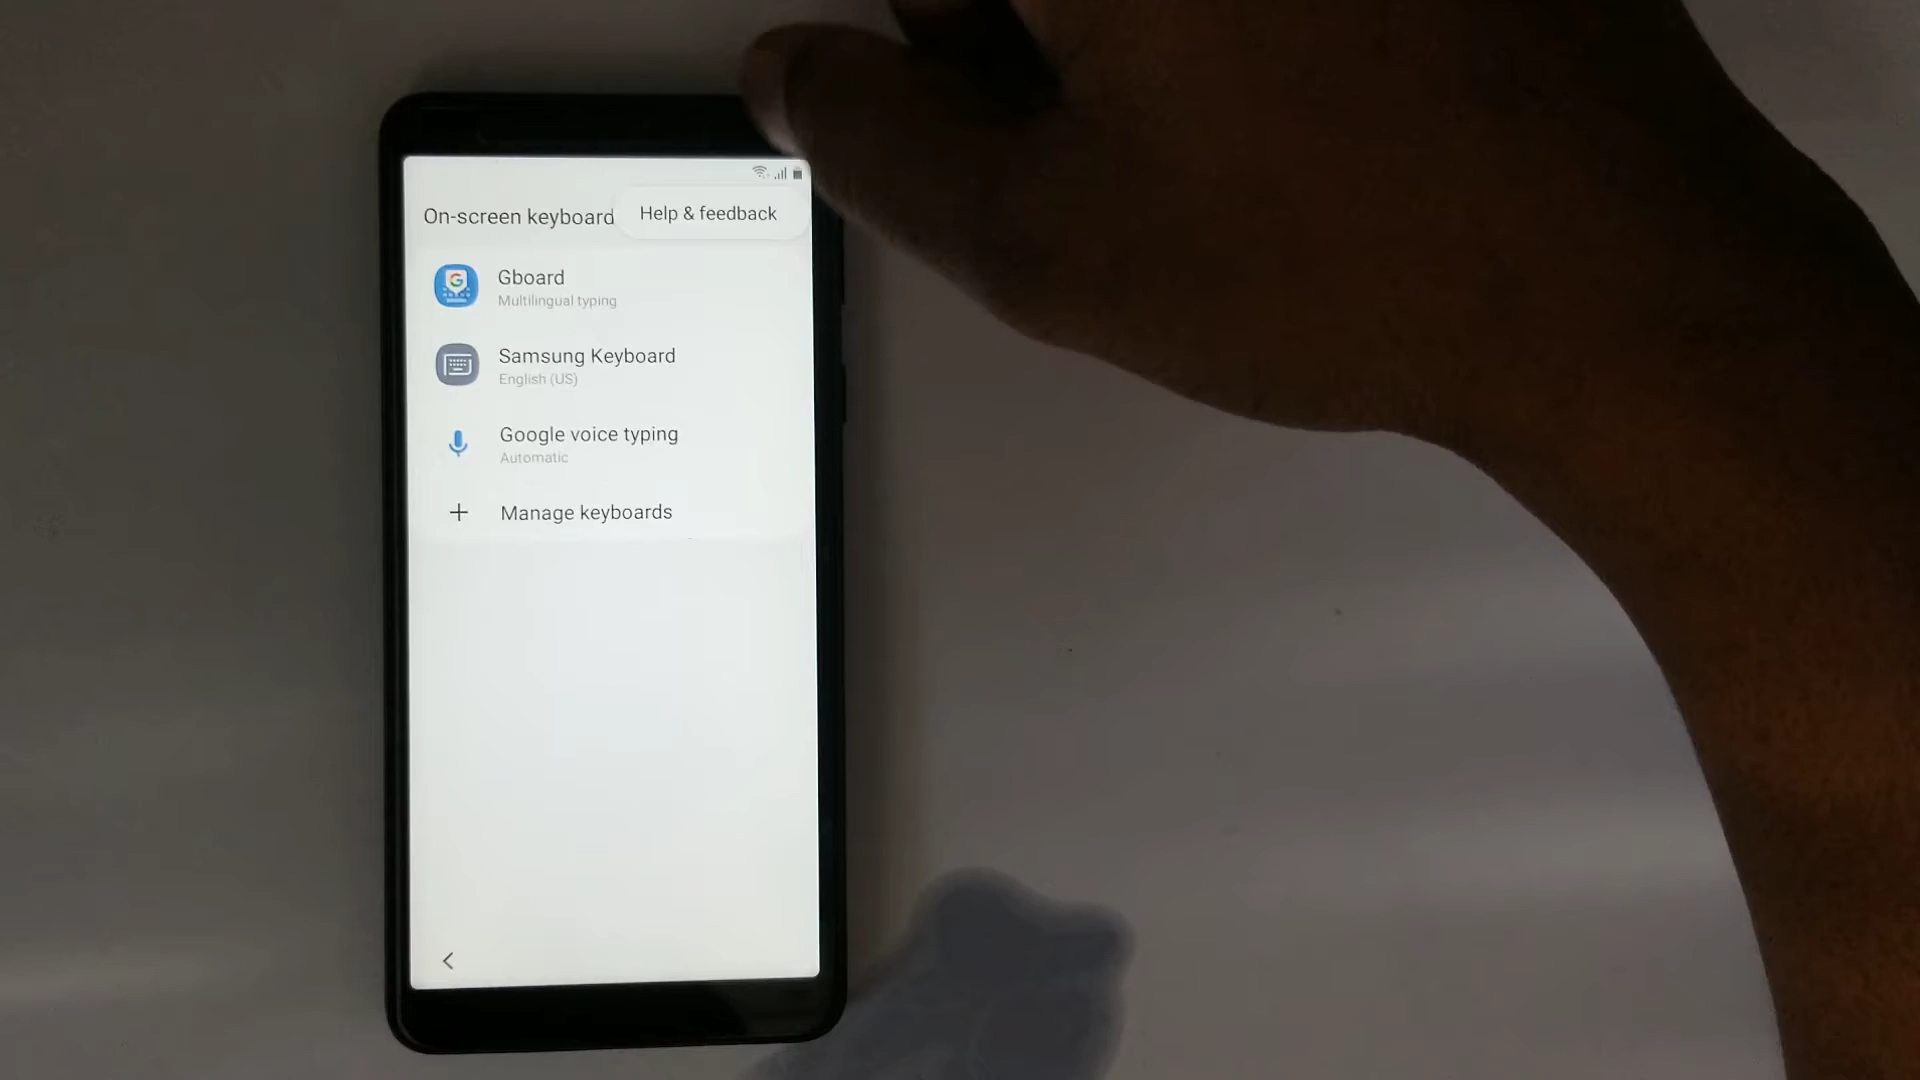 On-screen keyboard
Help & feedback
Gboard
Multilingual typing
Samsung Keyboard
English (US)
Google voice typing
Automatic
Manage keyboards